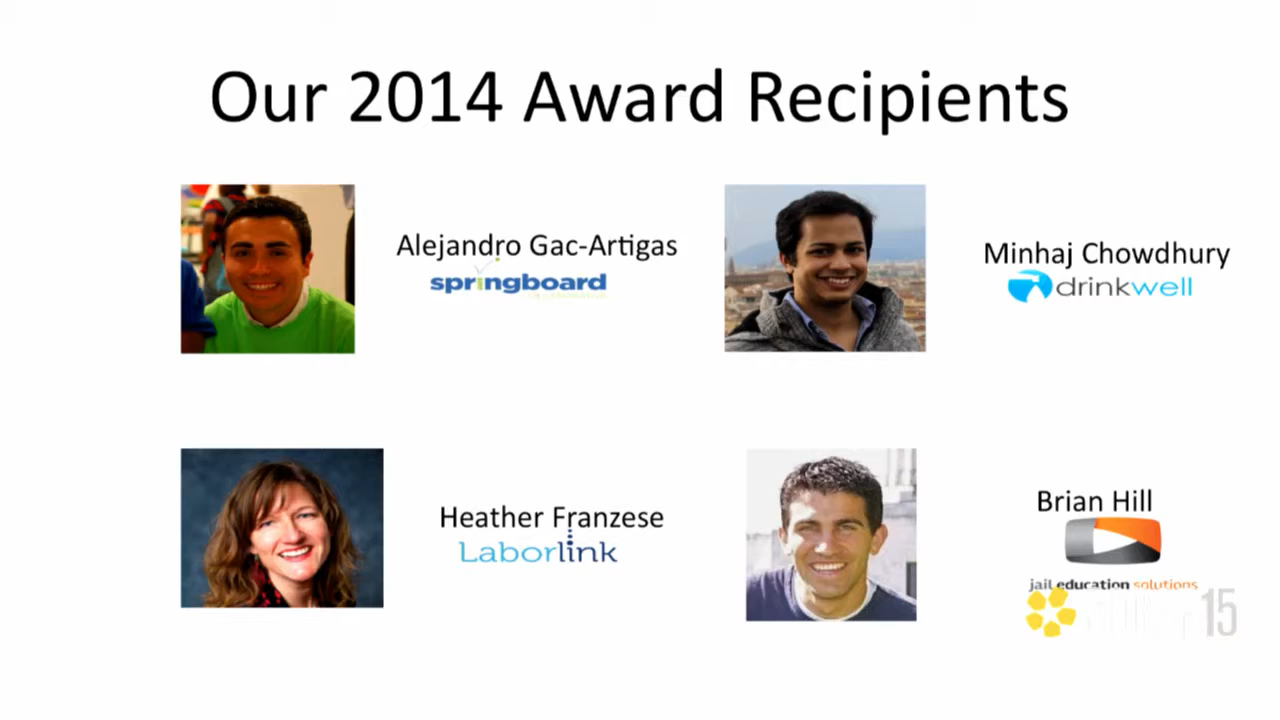 Our 2014 Award Recipients
Alejandro Gac-Artigas
springboard
Minhaj Chowdhury
drinkwell
Heather Franzese
Laborlink
Brian Hill
jail education solutions
15